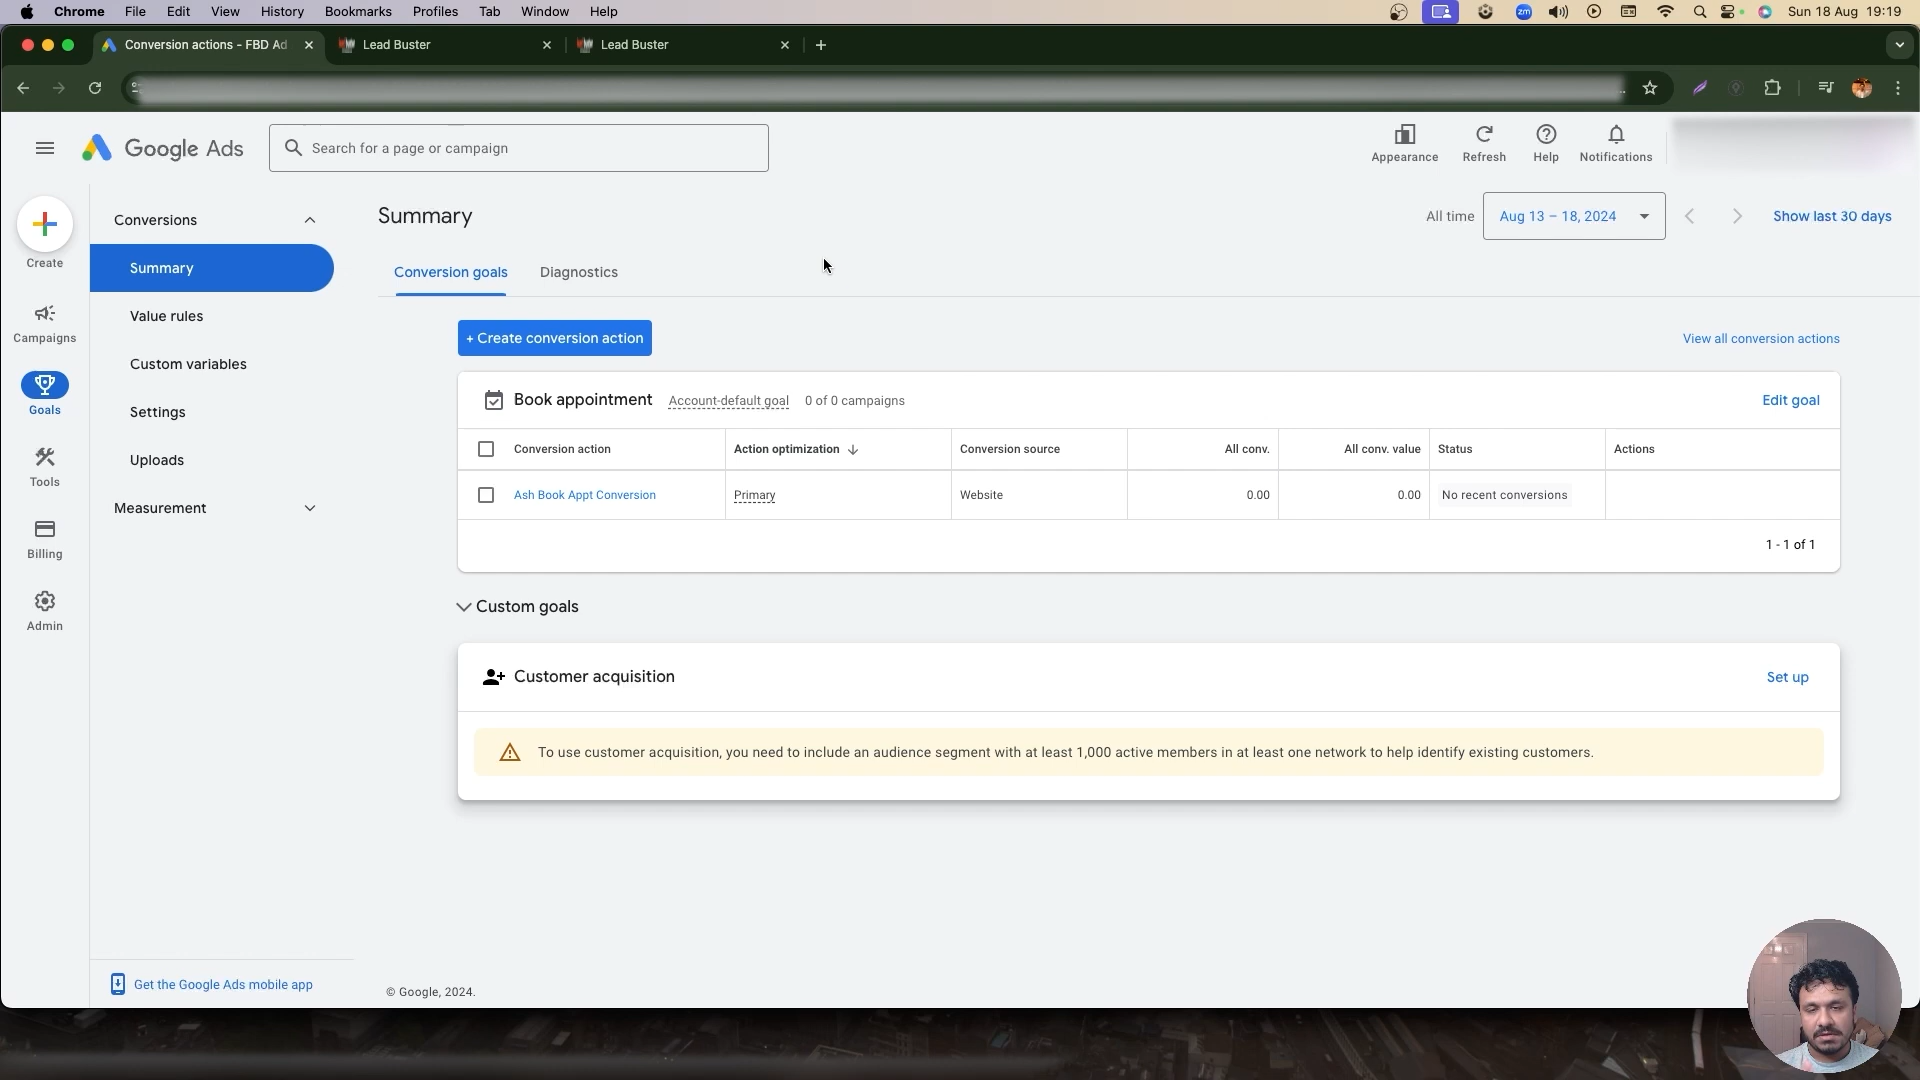 Chrome File Edit View History Bookmarks Profiles Tab Window Help
zm Sun 18 Aug 19:19
Conversion actions - FBD Ad
Lead Buster
Lead Buster
Google Ads
Search for a page or campaign
Appearance
Refresh
Help
Notifications
Create
Campaigns
Goals
Tools
Billing
Admin
Conversions
Summary
Value rules
Custom variables
Settings
Uploads
Measurement
Get the Google Ads mobile app
Summary
All time Aug 13 – 18, 2024 Show last 30 days
Conversion goals Diagnostics
+ Create conversion action
View all conversion actions
Book appointment Account-default goal 0 of 0 campaigns Edit goal
Conversion action Action optimization Conversion source All conv. All conv. value Status Actions
Ash Book Appt Conversion Primary Website 0.00 0.00 No recent conversions
1 - 1 of 1
Custom goals
Customer acquisition Set up
To use customer acquisition, you need to include an audience segment with at least 1,000 active members in at least one network to help identify existing customers.
© Google, 2024.